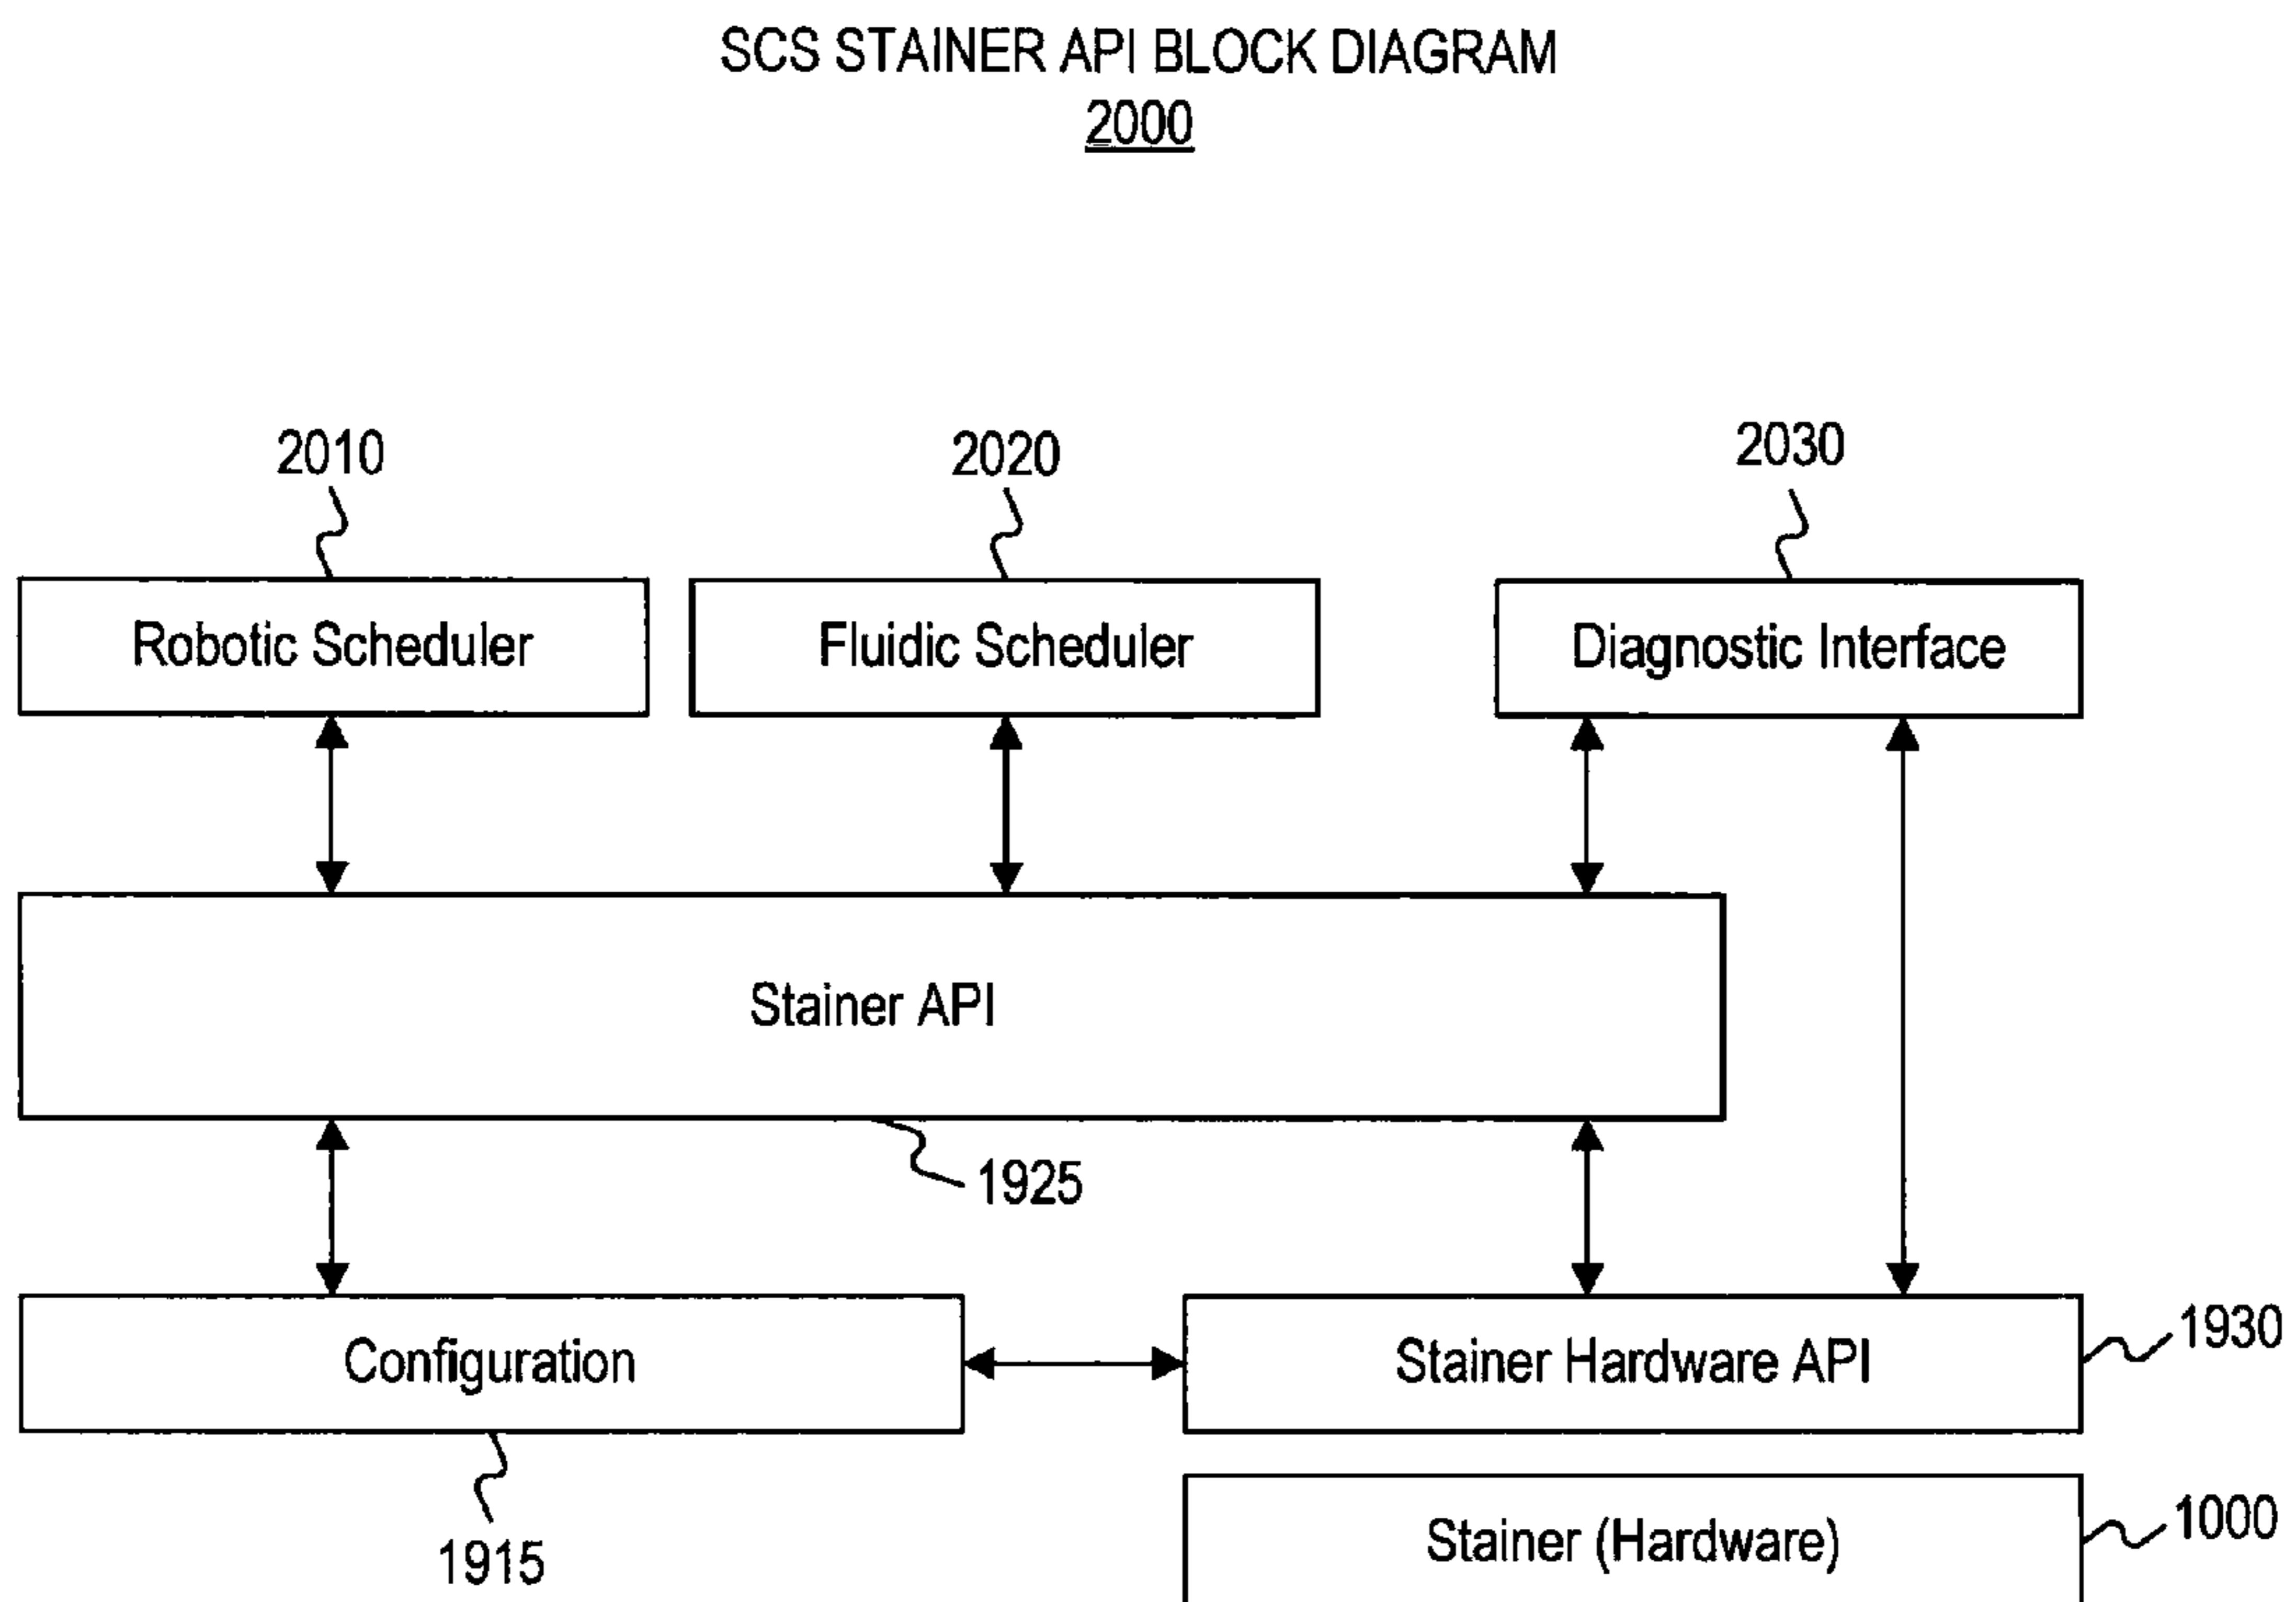 SCS STAINER API BLOCK DIAGRAM
2000
2010
2020
2030
Robotic Scheduler
Fluidic Scheduler
Diagnostic Interface
Stainer API
1925
Configuration
Stainer Hardware API
1930
1915
Stainer (Hardware)
1000